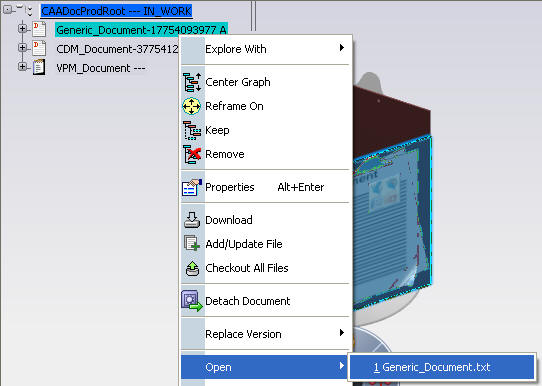 CAADocProdRoot --- IN_WORK
Generic_Document-17754093977 A
CDM_Document-3775412
VPM_Document ---
Explore With
Center Graph
Reframe On
Keep
Remove
Properties Alt+Enter
Download
Add/Update File
Checkout All Files
Detach Document
Replace Version
Open
1 Generic_Document.txt